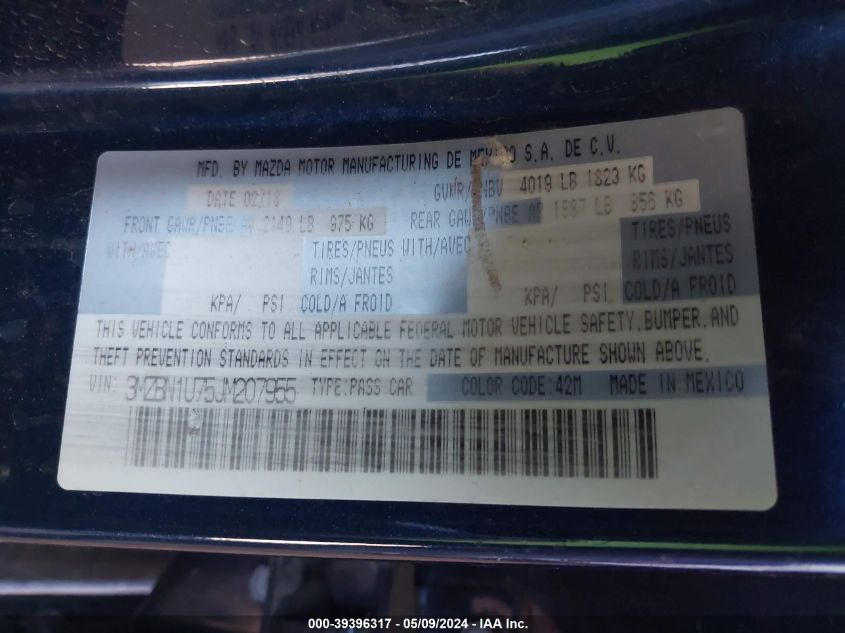 MFD. BY MAZDA MOTOR MANUFACTURING DE MEXICO S.A. DE C.V.
DATE 02/18 GVWR/PNBV 4019 LB 1823 KG
FRONT GAWR/PNBE AV 2149 LB 975 KG REAR GAWR/PNBE AR LB 856 KG
WITH/AVEC TIRES/PNEUS WITH/AVEC TIRES/PNEUS
RIMS/JANTES RIMS/JANTES
KPA/ PSI COLD/A FROID KPA/ PSI COLD/A FROID
THIS VEHICLE CONFORMS TO ALL APPLICABLE FEDERAL MOTOR VEHICLE SAFETY, BUMPER, AND
THEFT PREVENTION STANDARDS IN EFFECT ON THE DATE OF MANUFACTURE SHOWN ABOVE.
VIN: 3MZBN1U75JM207955 TYPE:PASS CAR COLOR CODE:42M MADE IN MEXICO
000-39396317 - 05/09/2024 - IAA Inc.